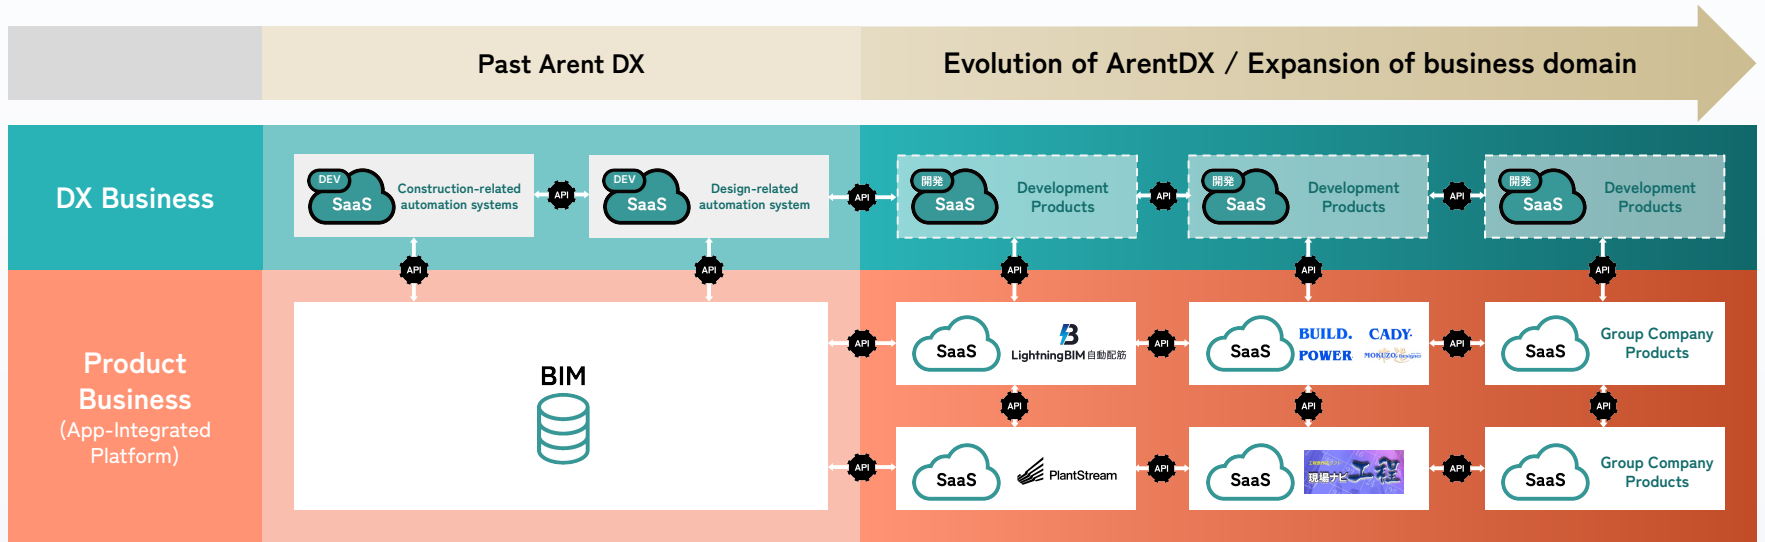 Past Arent DX
Evolution of ArentDX / Expansion of business domain
DX Business
DEV
SaaS
Construction-related
automation systems
API
DEV
SaaS
Design-related
automation system
API
開発
SaaS
Development
Products
API
開発
SaaS
Development
Products
API
開発
SaaS
Development
Products
API
API
API
API
API
Product
Business
(App-Integrated
Platform)
BIM
API
SaaS
LightningBIM 自動配筋
API
SaaS
BUILD.
CADY
POWER
MOKUZO Designer
API
SaaS
Group Company
Products
API
API
API
API
SaaS
PlantStream
API
SaaS
現場ナビ工程
API
SaaS
Group Company
Products